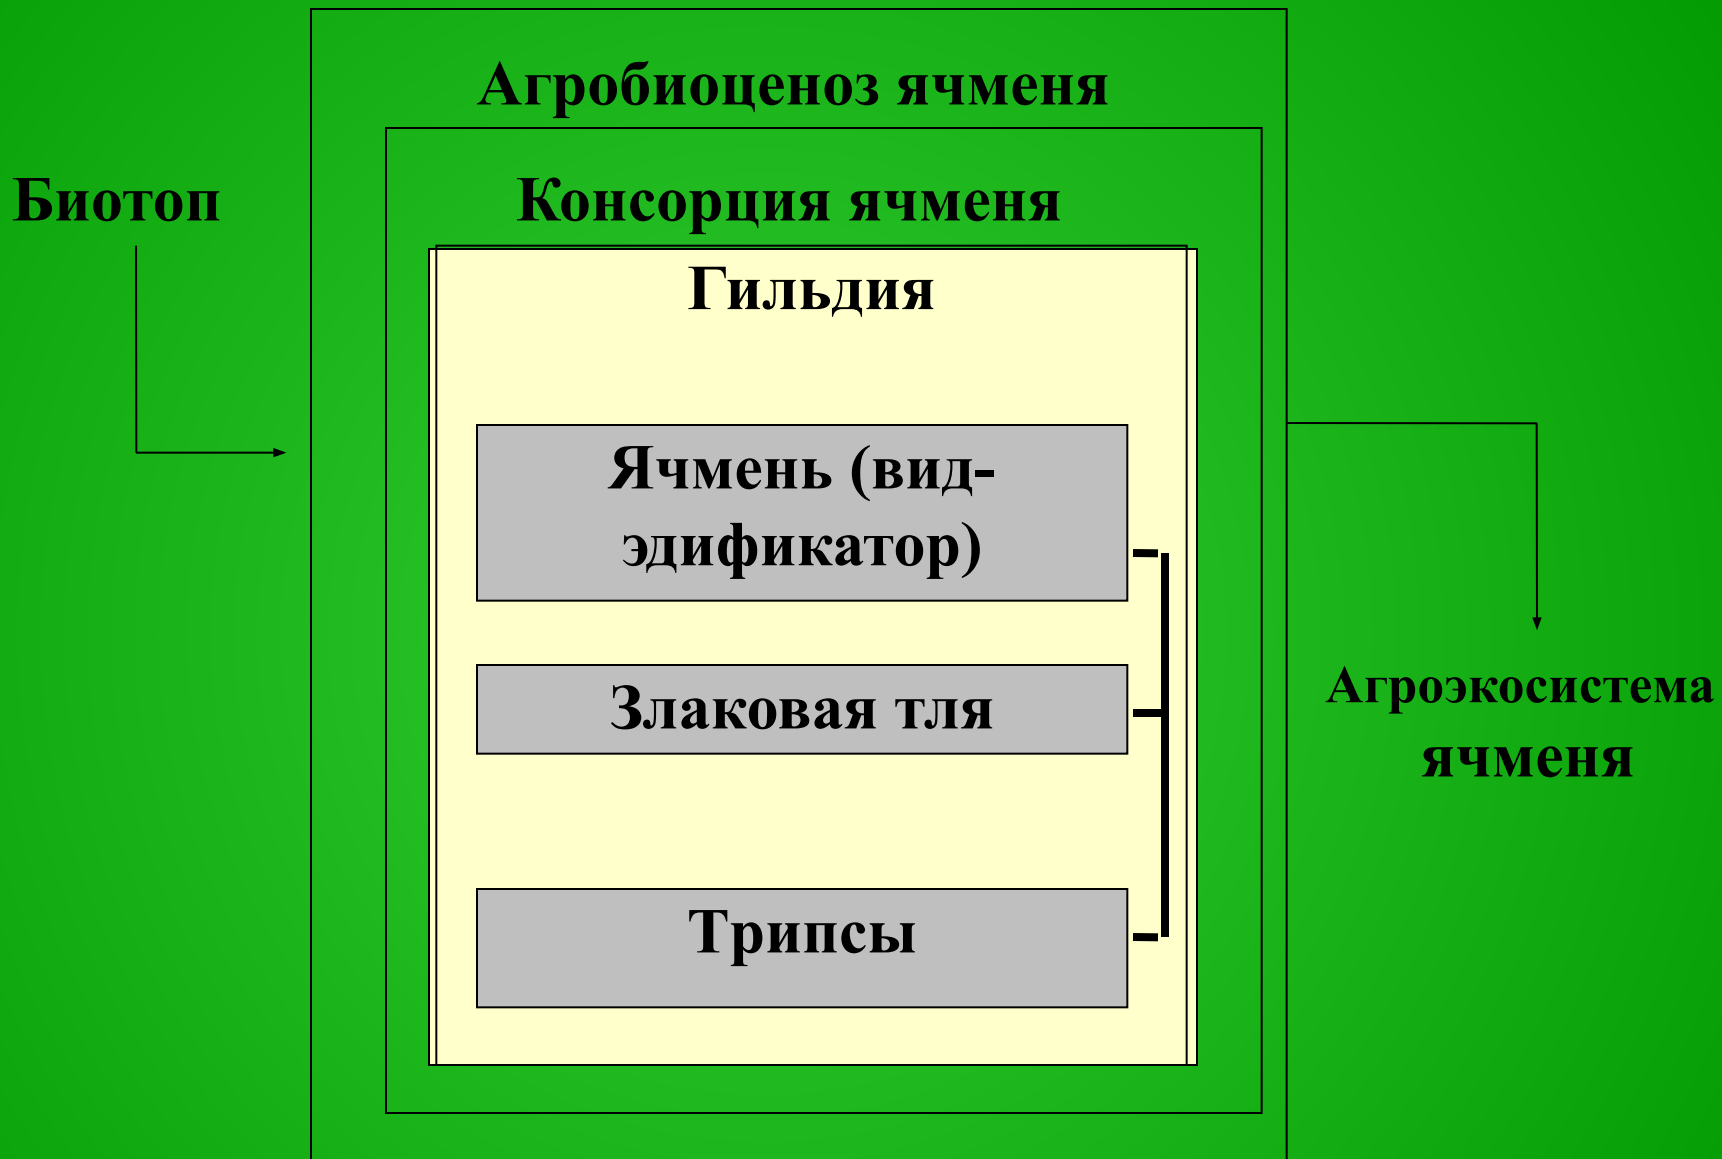 Агробиоценоз ячменя
Биотоп
Консорция ячменя
Гильдия
Ячмень (вид-
эдификатор)
Злаковая тля
Трипсы
Агроэкосистема
ячменя